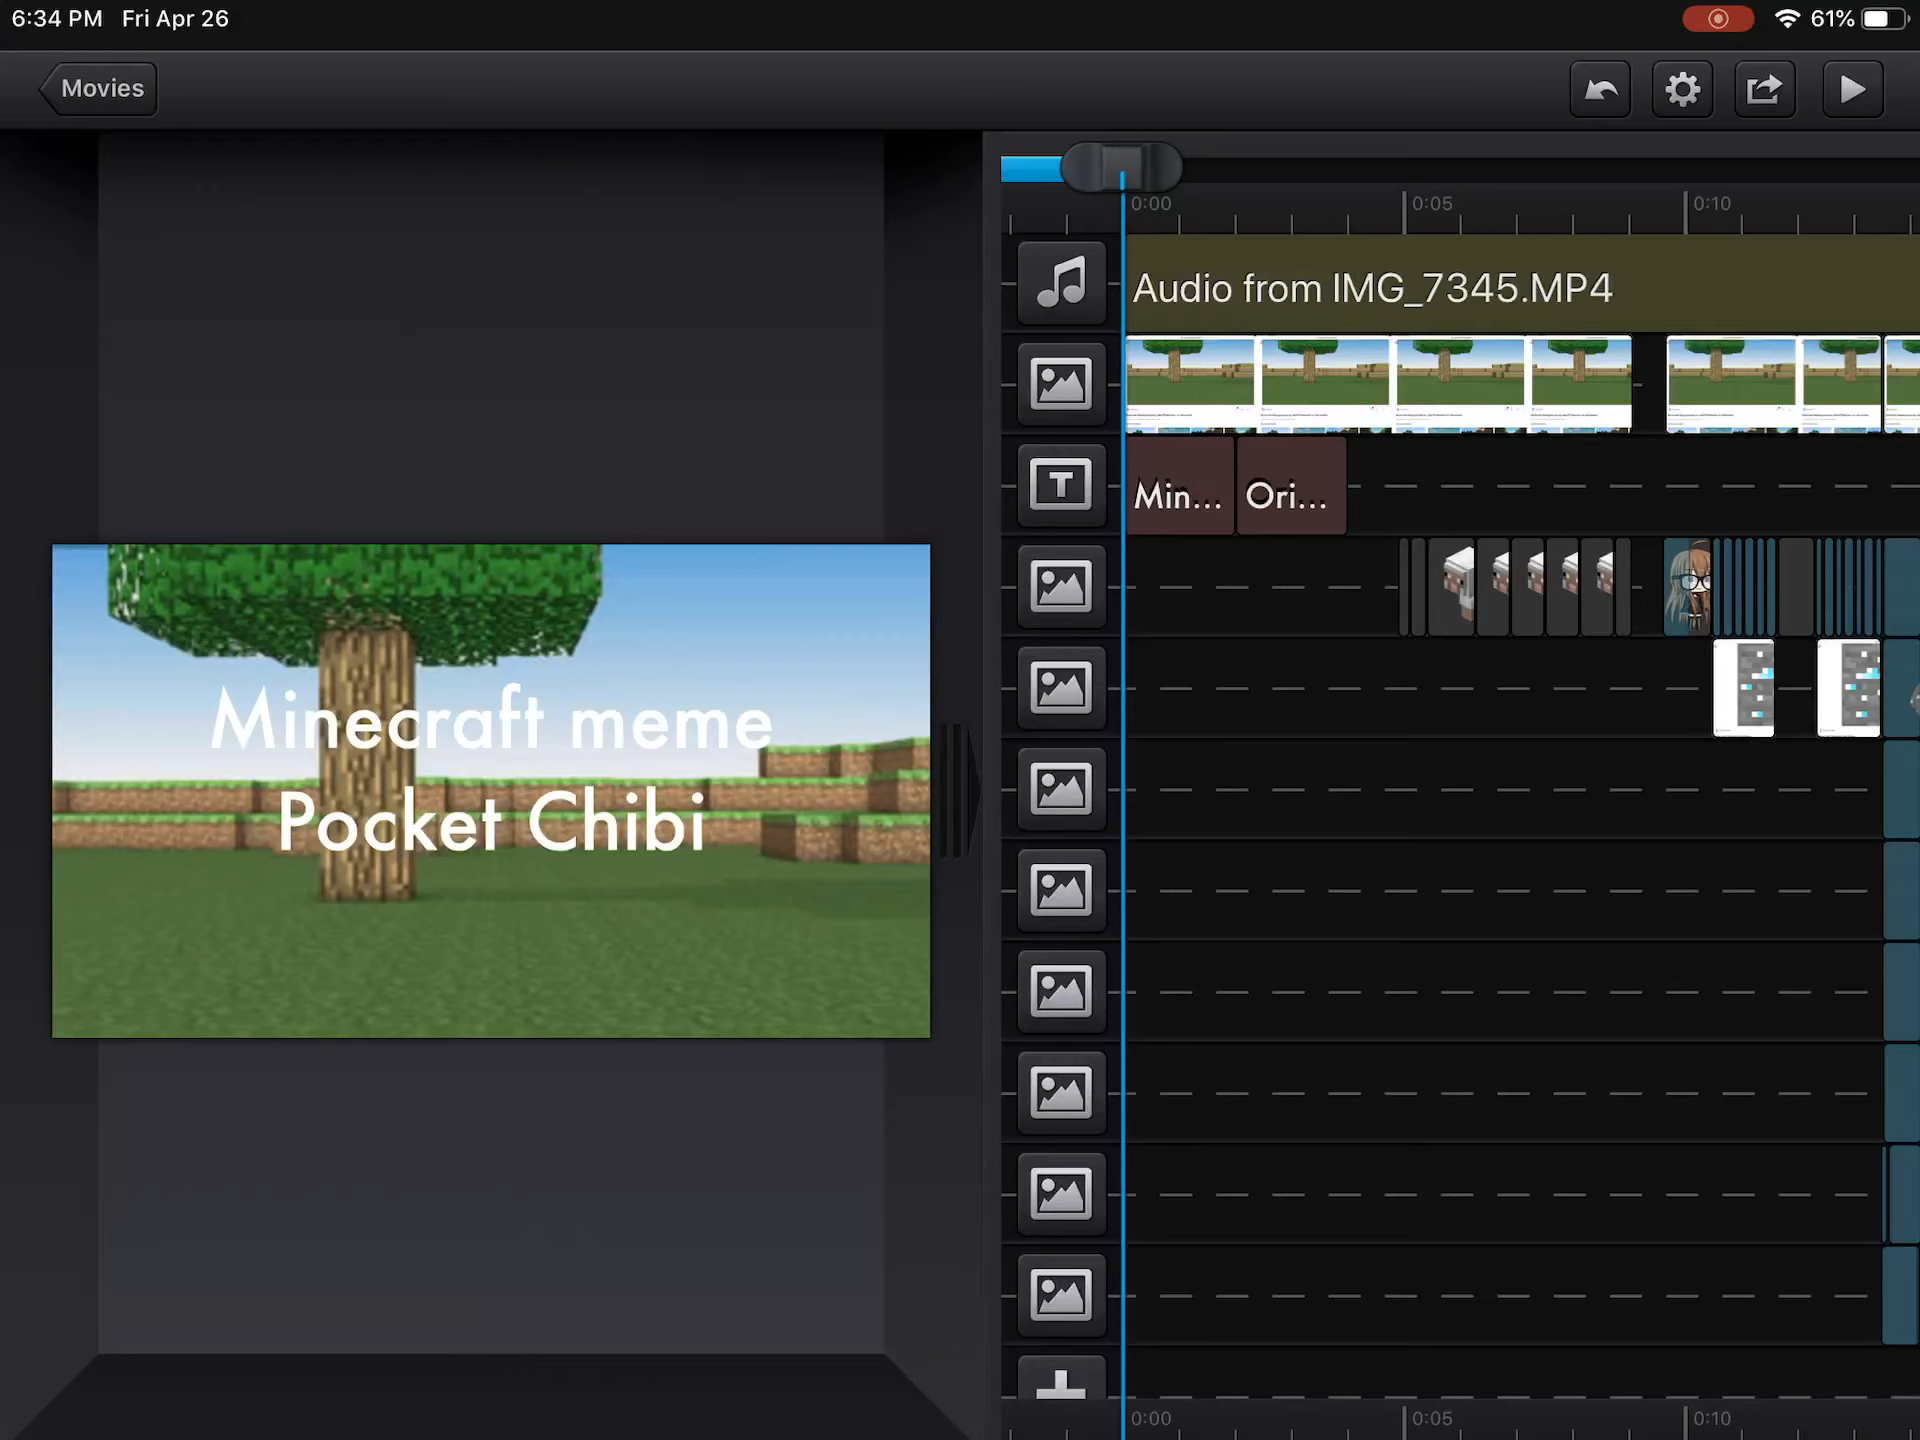 6:34 PM Fri Apr 26
61%
Movies
0:00 0:05 0:10
Audio from IMG_7345.MP4
Min... Ori...
Minecraft meme
Pocket Chibi
0:00 0:05 0:10